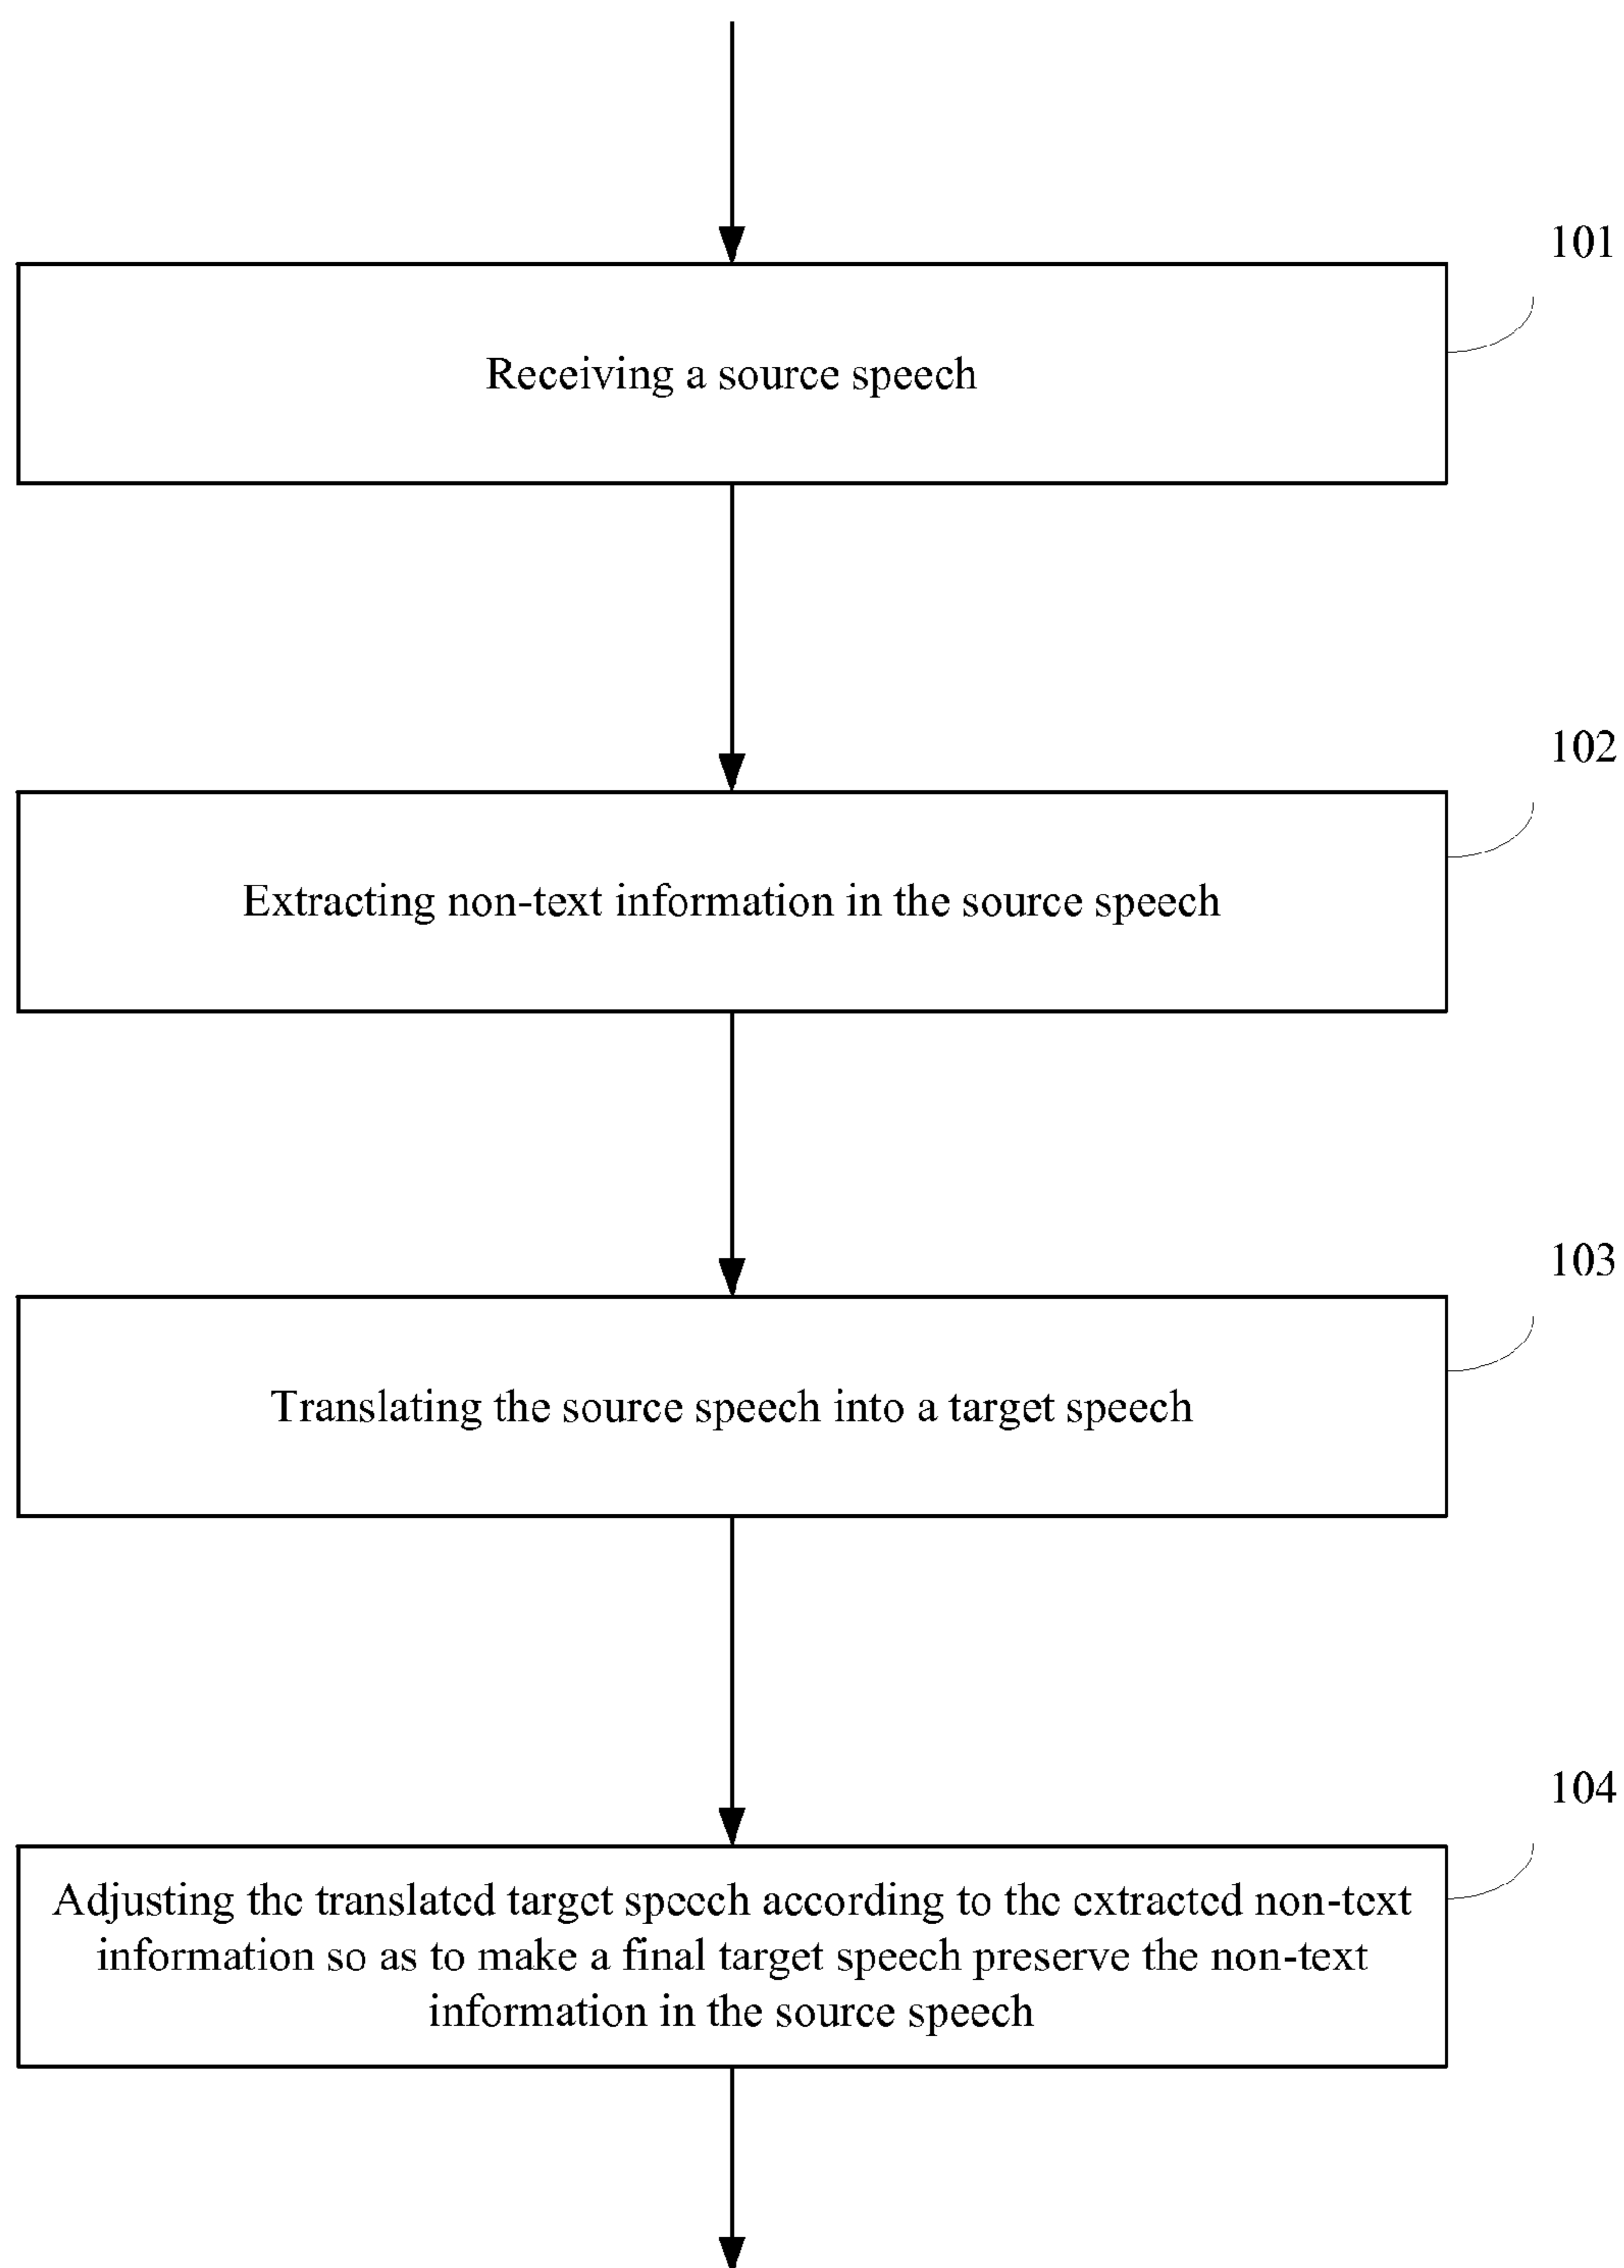 101
Receiving a source speech
102
Extracting non-text information in the source speech
103
Translating the source speech into a target speech
104
Adjusting the translated target speech according to the extracted non-text
information so as to make a final target speech preserve the non-text
information in the source speech